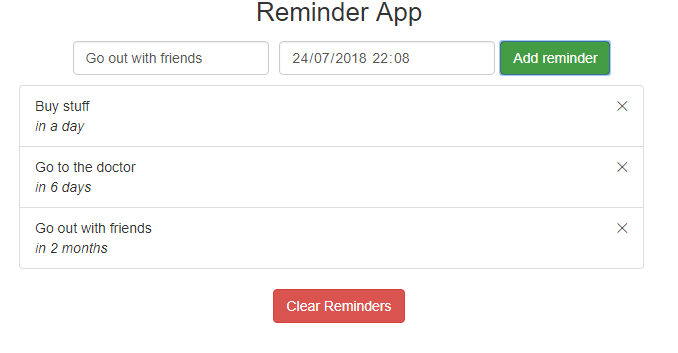 Reminder App
Go out with friends 24/07/2018 22:08 Add reminder
Buy stuff
in a day
Go to the doctor
in 6 days
Go out with friends
in 2 months
Clear Reminders